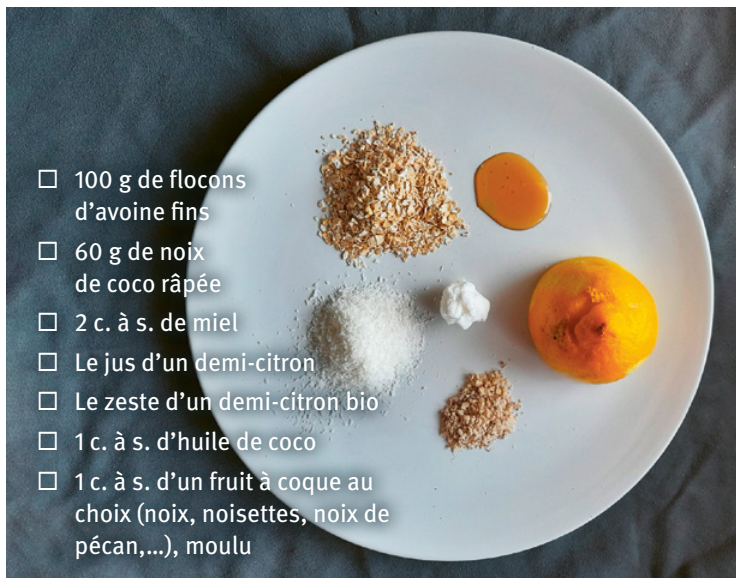 ☐ 100 g de flocons
d’avoine fins
☐ 60 g de noix
de coco râpée
☐ 2 c. à s. de miel
☐ Le jus d’un demi-citron
☐ Le zeste d’un demi-citron bio
☐ 1 c. à s. d’huile de coco
☐ 1 c. à s. d’un fruit à coque au
choix (noix, noisettes, noix de
pécan,...), moulu